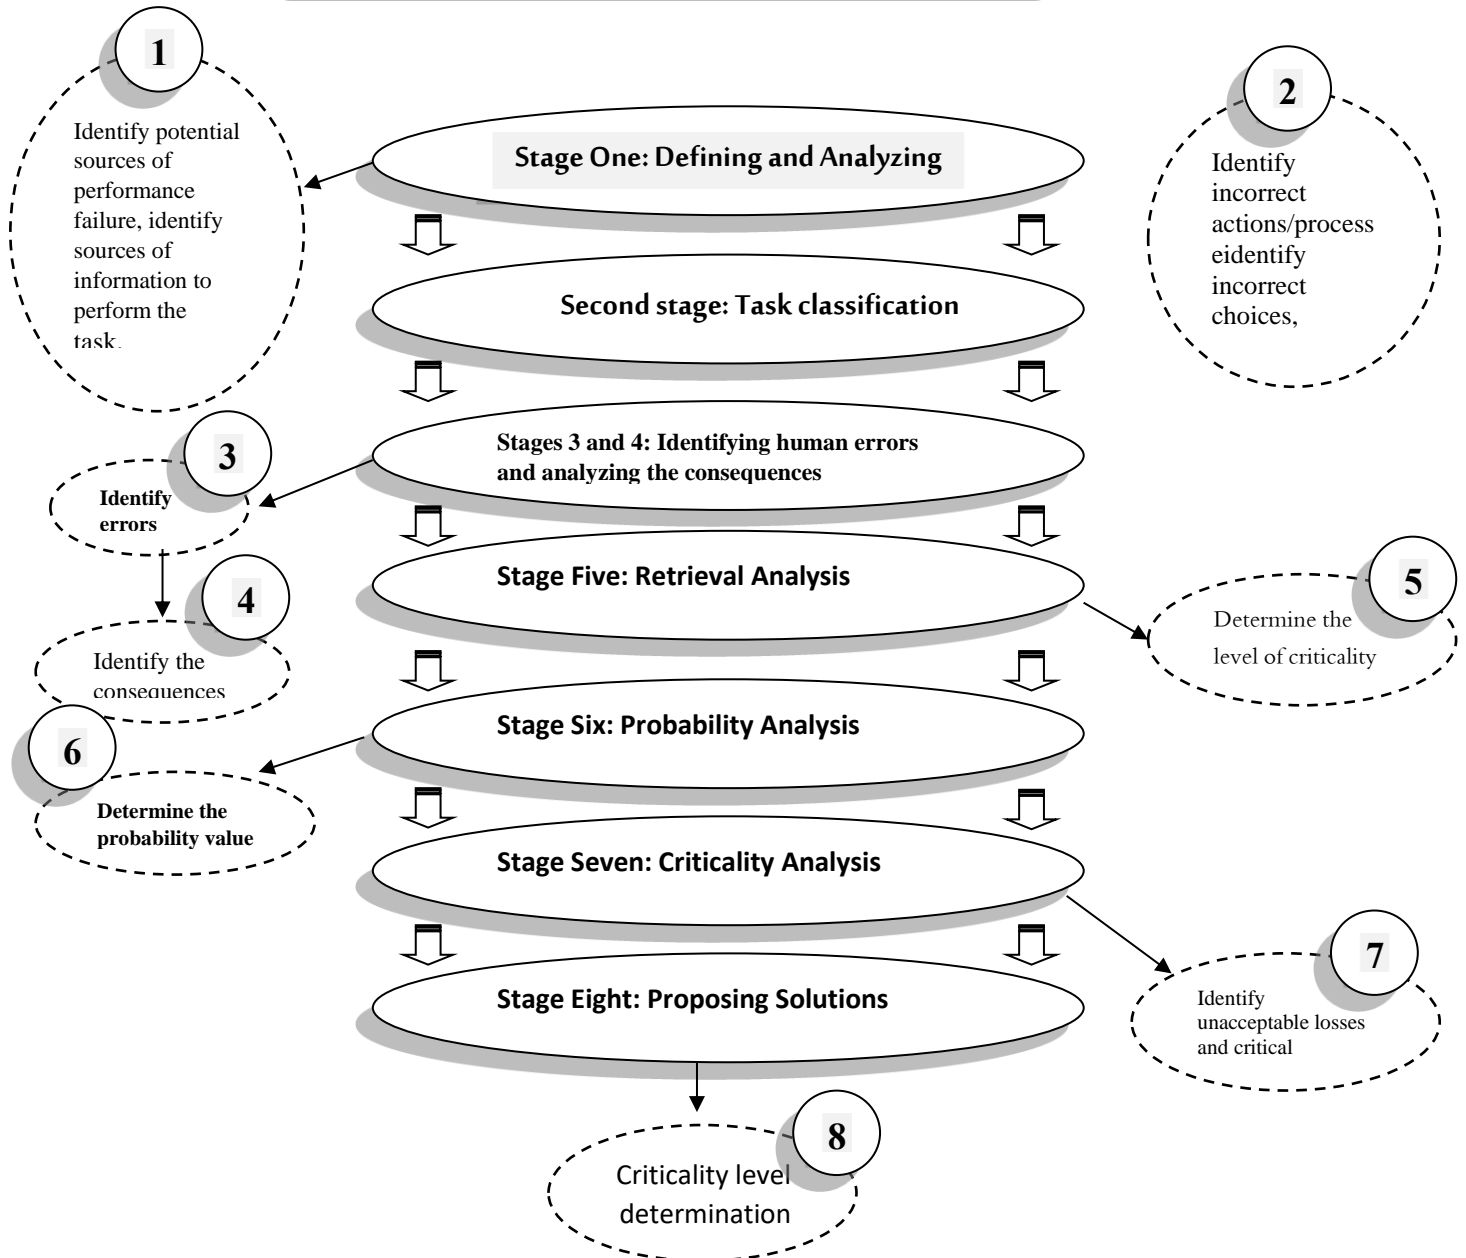 1
Identify potential
sources of
performance
failure, identify
sources of
information to
perform the
task.
2
Identify
incorrect
actions/process
eidentify
incorrect
choices,
Stage One: Defining and Analyzing
Second stage: Task classification
Stages 3 and 4: Identifying human errors
and analyzing the consequences
3
Identify
errors
4
Identify the
consequences
Stage Five: Retrieval Analysis
5
Determine the
level of criticality
Stage Six: Probability Analysis
6
Determine the
probability value
Stage Seven: Criticality Analysis
7
Identify
unacceptable losses
and critical
Stage Eight: Proposing Solutions
8
Criticality level
determination